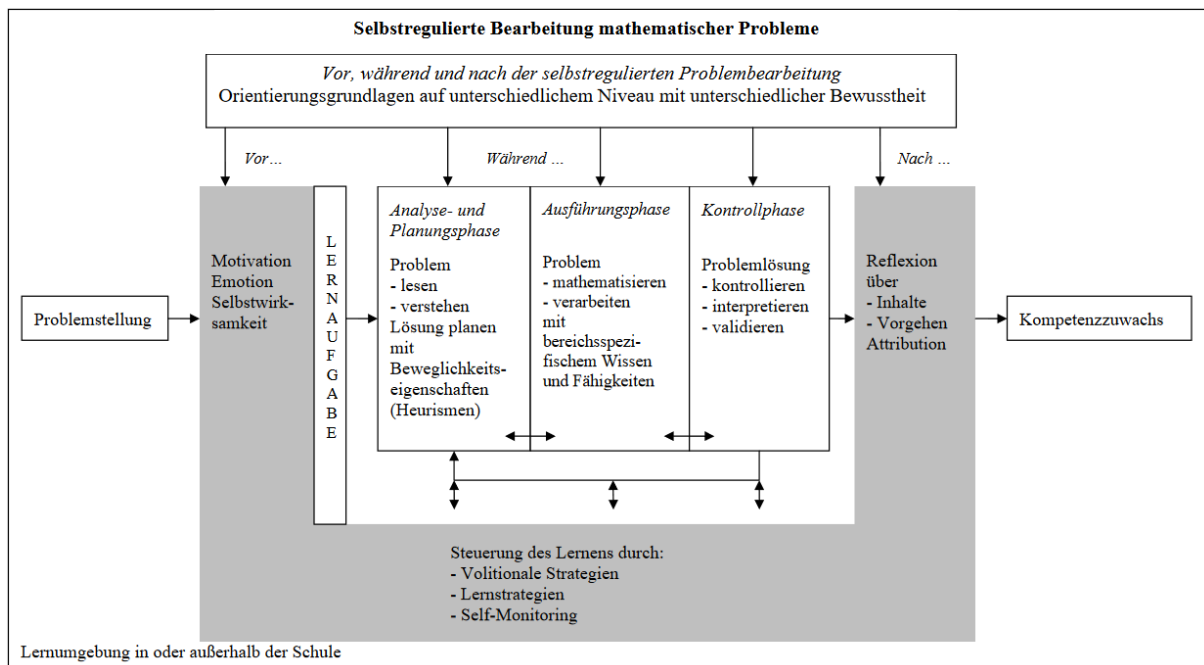 Selbstregulierte Bearbeitung mathematischer Probleme
Vor, während und nach der selbstregulierten Problembearbeitung
Orientierungsgrundlagen auf unterschiedlichem Niveau mit unterschiedlicher Bewusstheit
Vor…
Während …
Nach …
Problemstellung
Motivation
Emotion
Selbstwirk-
samkeit
L
E
R
N
A
U
F
G
A
B
E
Analyse- und
Planungsphase
Problem
- lesen
- verstehen
Lösung planen
mit
Beweglichkeits-
eigenschaften
(Heurismen)
Ausführungsphase
Problem
- mathematisieren
- verarbeiten
mit
bereichsspezi-
fischem Wissen
und Fähigkeiten
Kontrollphase
Problemlösung
- kontrollieren
- interpretieren
- validieren
Reflexion
über
- Inhalte
- Vorgehen
Attribution
Kompetenzzuwachs
Steuerung des Lernens durch:
- Volitionale Strategien
- Lernstrategien
- Self-Monitoring
Lernumgebung in oder außerhalb der Schule